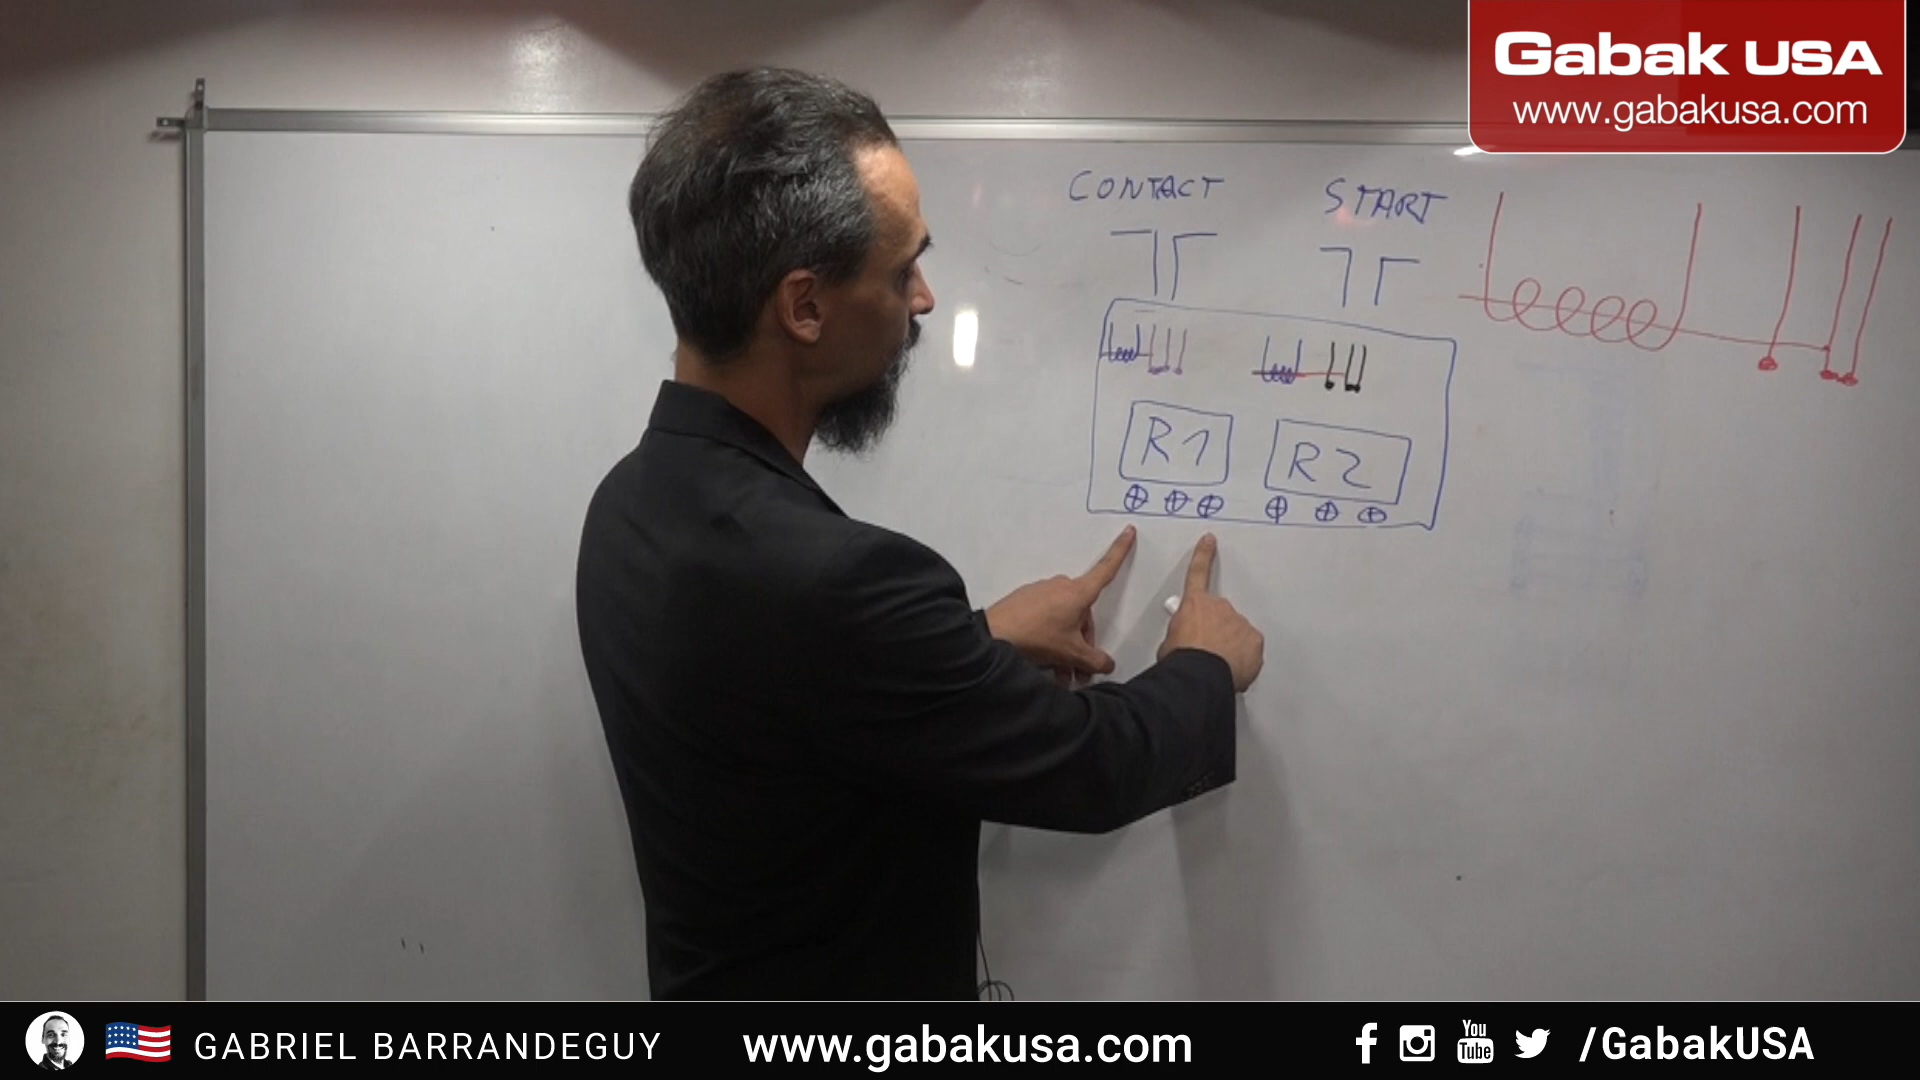 Gabak USA
www.gabakusa.com
CONTACT
START
R1
R2
GABRIEL BARRANDEGUY
www.gabakusa.com
You
Tube
/GabakUSA